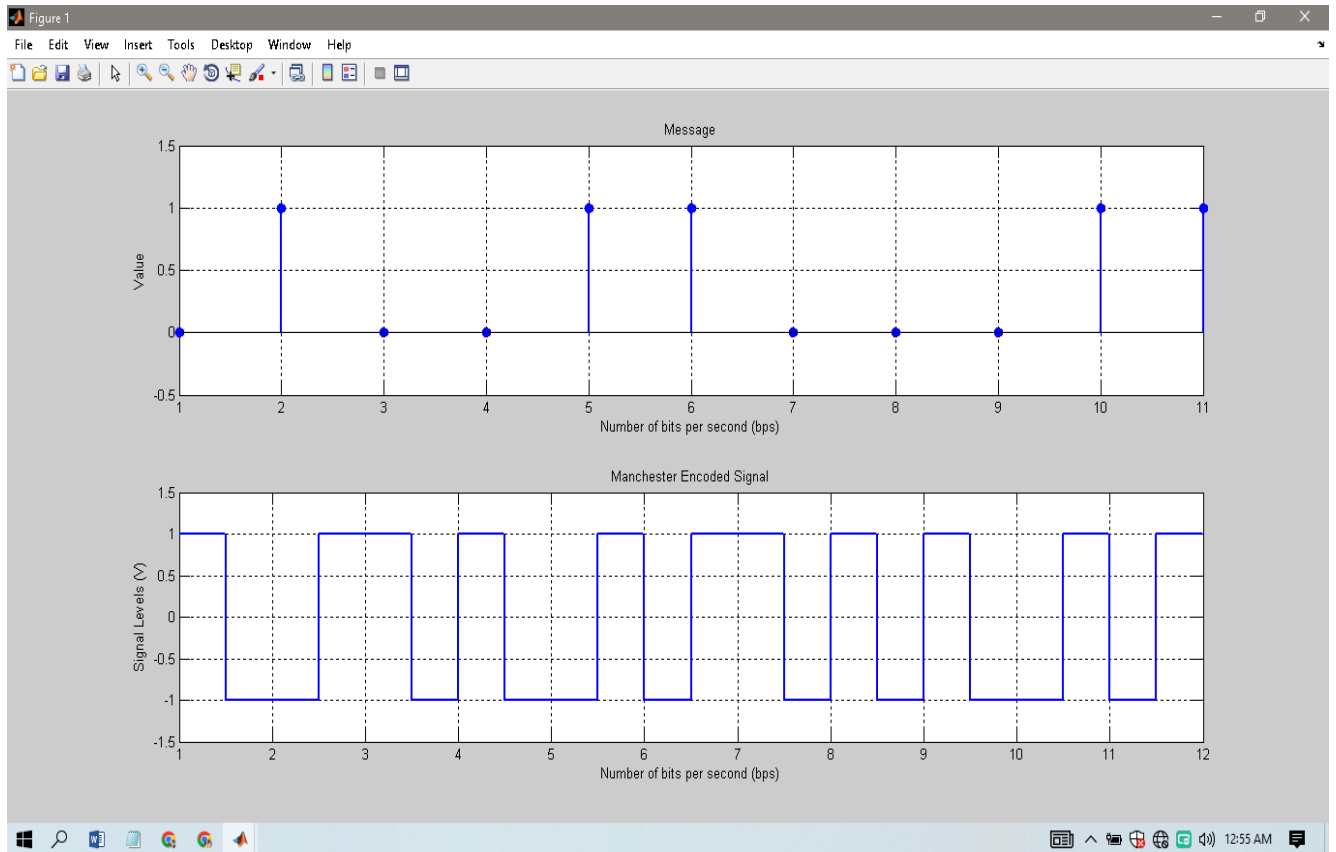 Figure 1
File Edit View Insert Tools Desktop Window Help
Message
1.5
1
0.5
0
-0.5
Value
1 2 3 4 5 6 7 8 9 10 11
Number of bits per second (bps)
Manchester Encoded Signal
1.5
1
0.5
0
-0.5
-1
-1.5
Signal Levels (V)
1 2 3 4 5 6 7 8 9 10 11 12
Number of bits per second (bps)
12:55 AM